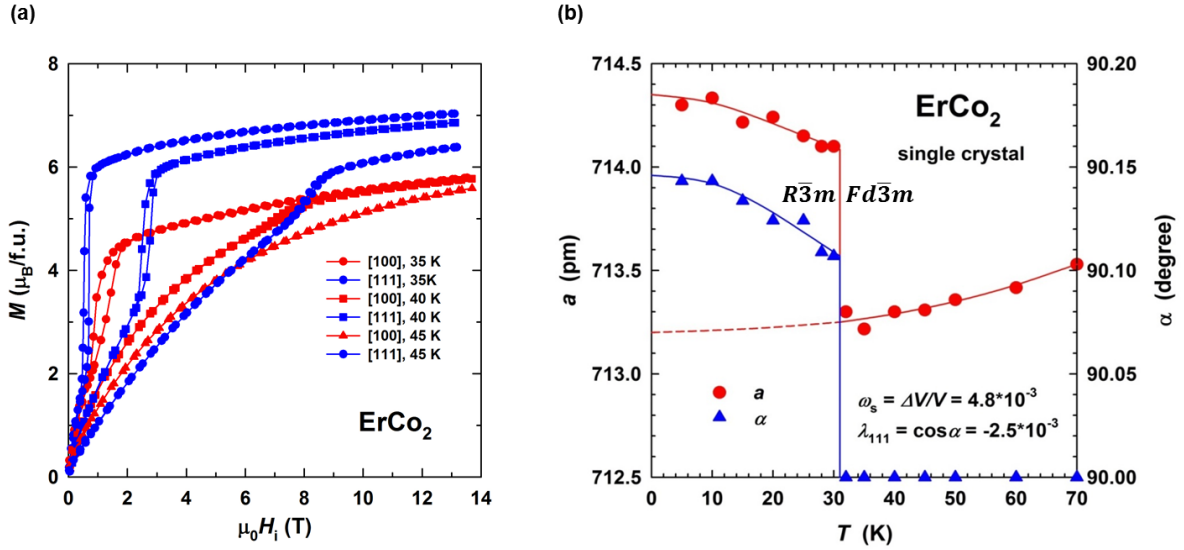 (a)
8
6
4
2
0
M (μB/f.u.)
[100], 35 K
[111], 35K
[100], 40 K
[111], 40 K
[100], 45 K
[111], 45 K
ErCo2
0 2 4 6 8 10 12 14
μ0Hi (T)
(b)
714.5
714.0
713.5
713.0
712.5
a (pm)
ErCo2
single crystal
R3̅m Fd3̅m
a
α
ωs = ΔV/V = 4.8*10-3
λ111 = cosα = -2.5*10-3
90.20
90.15
90.10
90.05
90.00
α (degree)
0 10 20 30 40 50 60 70
T (K)